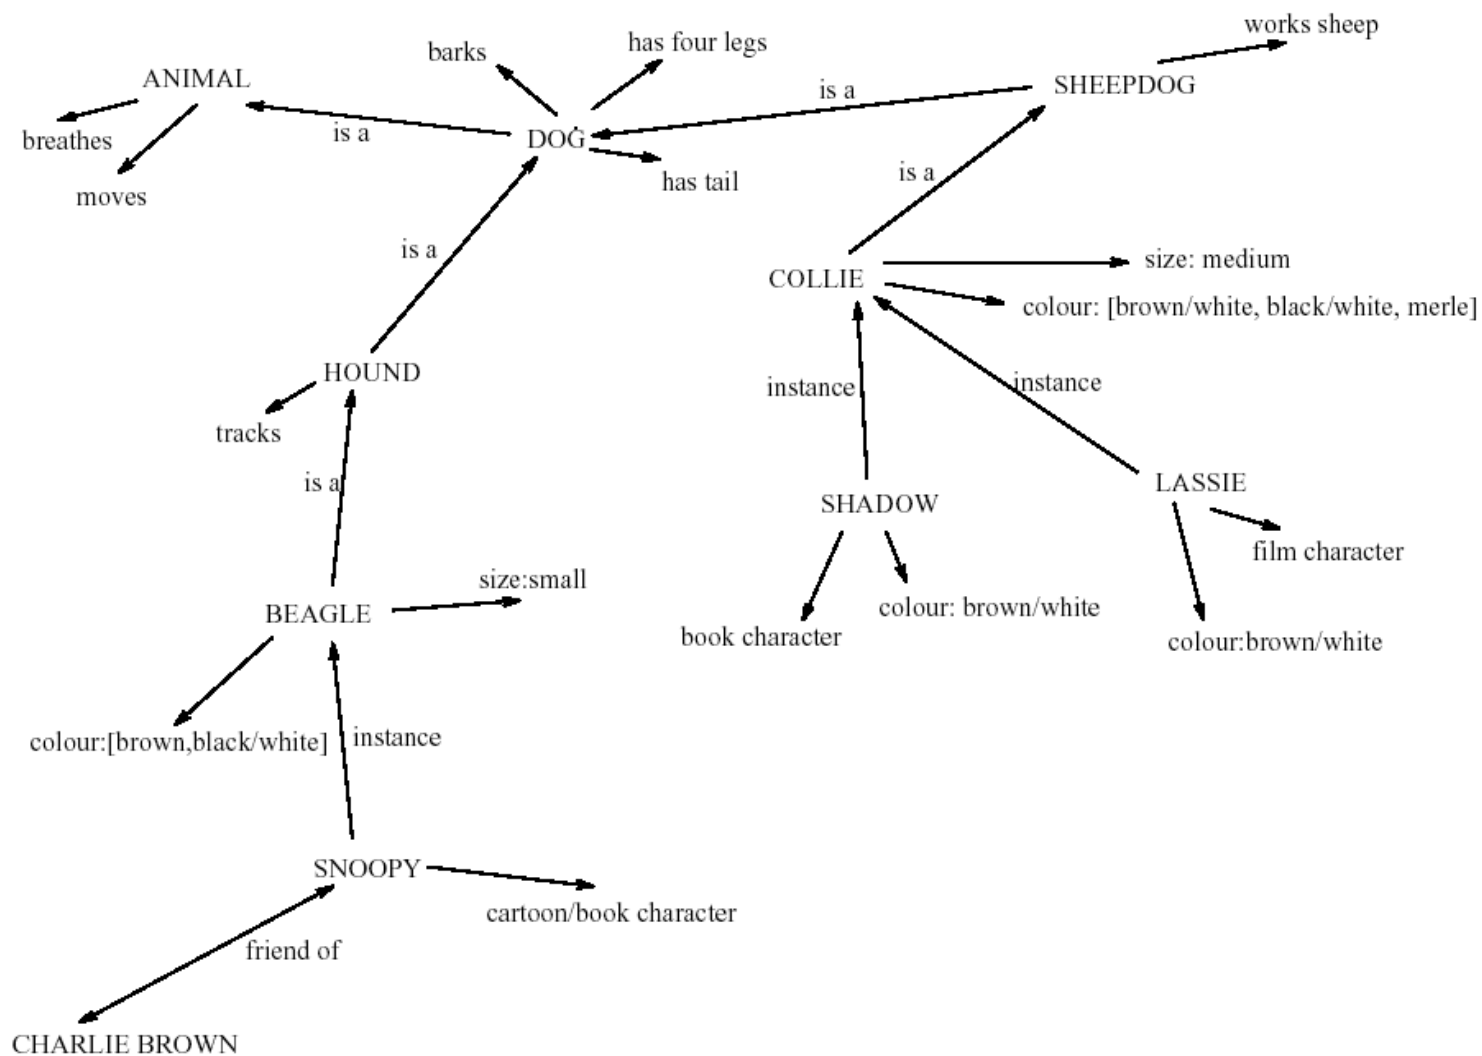 works sheep
has four legs
barks
ANIMAL
SHEEPDOG
is a
breathes
is a
DOG
is a
has tail
moves
is a
size: medium
COLLIE
colour: [brown/white, black/white, merle]
HOUND
instance
instance
tracks
is a
LASSIE
SHADOW
film character
size:small
colour: brown/white
BEAGLE
book character
colour:brown/white
colour:[brown,black/white]
instance
SNOOPY
cartoon/book character
friend of
CHARLIE BROWN